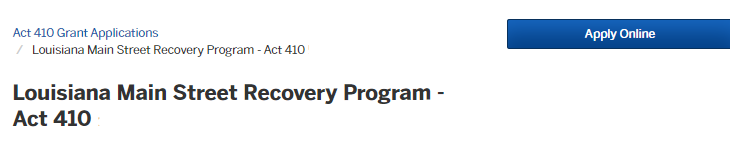 Act 410 Grant Applications
Apply Online
/ Louisiana Main Street Recovery Program - Act 410
Louisiana Main Street Recovery Program -
Act 410